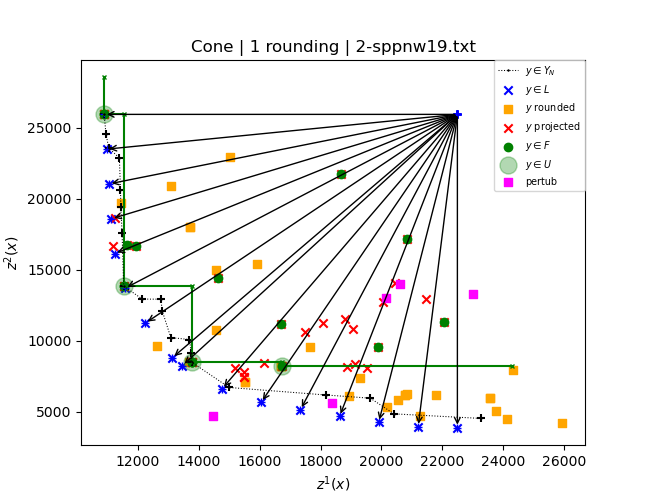 Cone | 1 rounding | 2-sppnw19.txt
y ∈ Y_N
y ∈ L
y rounded
y projected
y ∈ F
y ∈ U
pertub
25000
20000
15000
10000
5000
z²(x)
12000 14000 16000 18000 20000 22000 24000 26000
z¹(x)